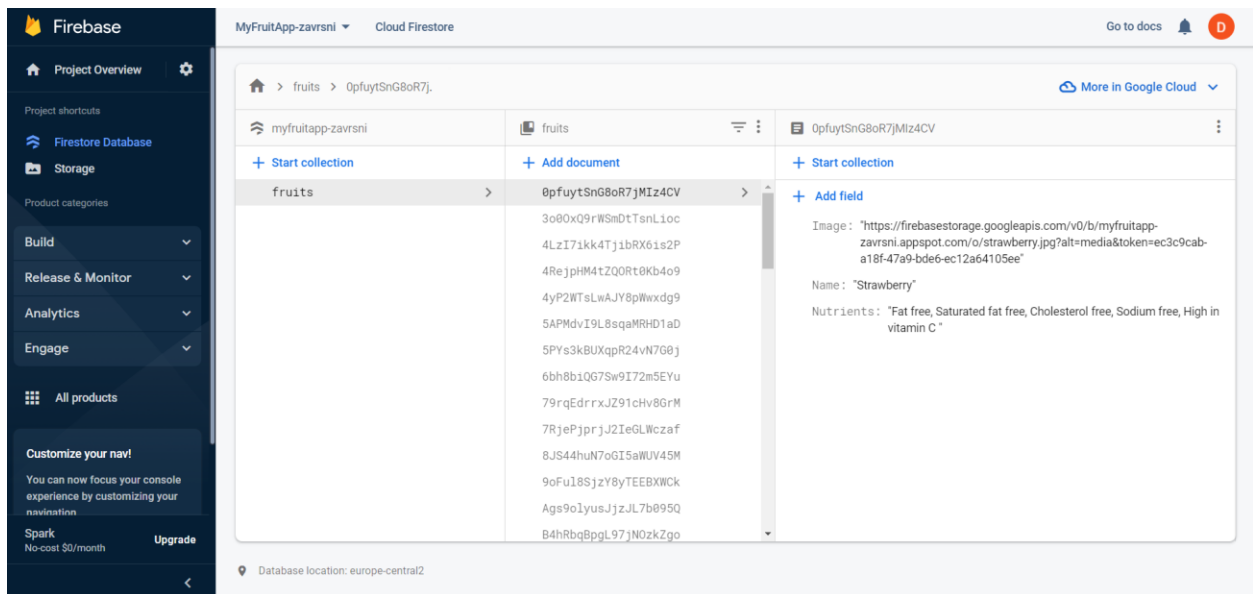 Firebase
MyFruitApp-zavrsni
Cloud Firestore
Go to docs
D
Project Overview
Project shortcuts
Firestore Database
Storage
Product categories
Build
Release & Monitor
Analytics
Engage
All products
Customize your nav!
You can now focus your console
experience by customizing your
navigation
Spark
No-cost $0/month
Upgrade
fruits
0pfuytSnG8oR7j.
More in Google Cloud
myfruitapp-zavrsni
Start collection
fruits
fruits
Add document
0pfuytSnG8oR7jMIz4CV
3o0OxQ9rWSmDtTsnLioc
4LzI7ikk4TjibRX6is2P
4RejpHM4tZQORt0Kb4o9
4yP2WTsLwAJY8pWwxdg9
5APMdvI9L8sqaMRHD1aD
5PYs3kBUXqpR24vN7G0j
6bh8biQG7Sw9I72m5EYu
79rqEdrrxJZ91cHv8GrM
7RjePjprjJ2IeGLWczaf
8JS44huN7oGI5aWUV45M
9oFul8SjzY8yTEEBXWCk
Ags9olyusJjzJL7b095Q
B4hRbqBpgL97jNOzkZgo
0pfuytSnG8oR7jMIz4CV
Start collection
Add field
Image: "https://firebasestorage.googleapis.com/v0/b/myfruitapp-
zavrsni.appspot.com/o/strawberry.jpg?alt=media&token=ec3c9cab-
a18f-47a9-bde6-ec12a64105ee"
Name: "Strawberry"
Nutrients: "Fat free, Saturated fat free, Cholesterol free, Sodium free, High in
vitamin C "
Database location: europe-central2